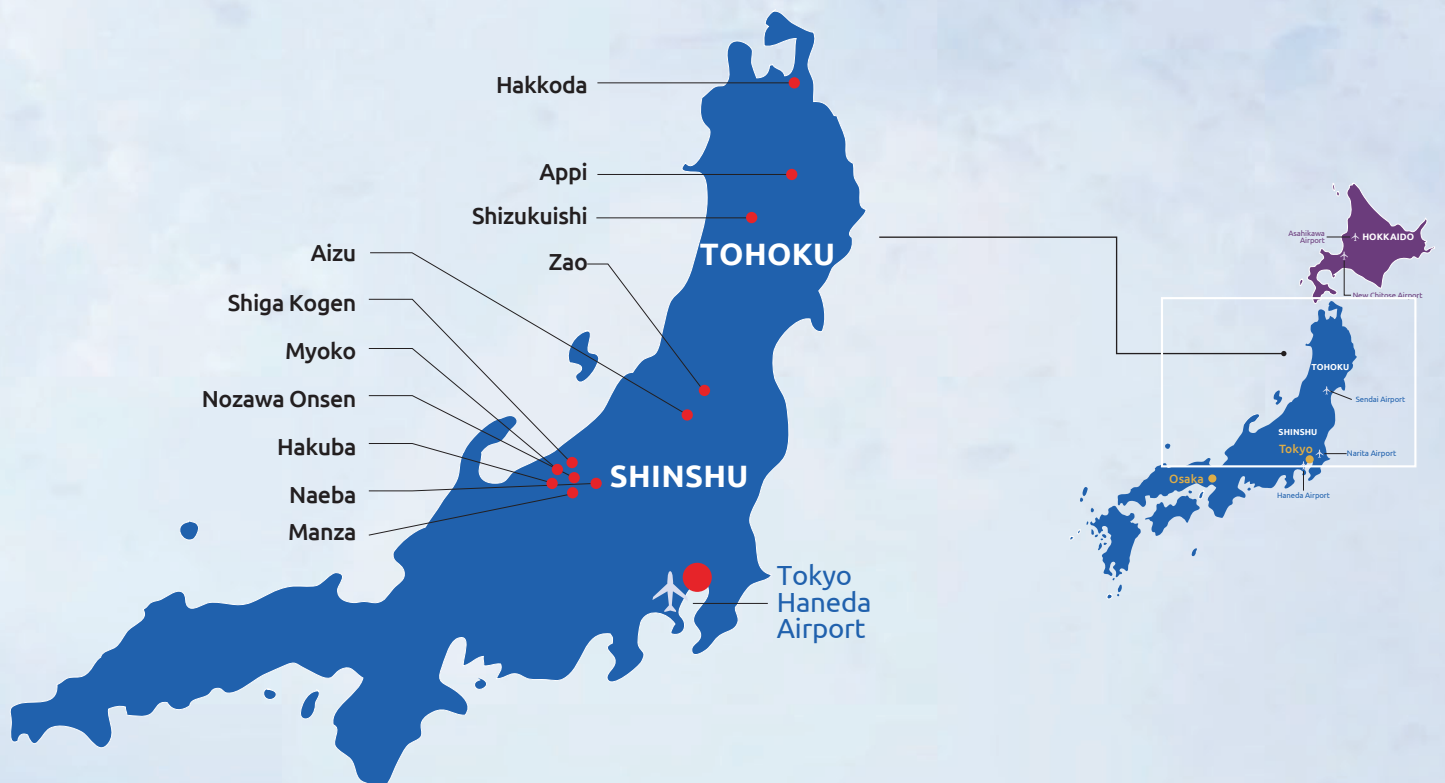 Hakkoda
Appi
Shizukuishi
TOHOKU
Aizu
Zao
Shiga Kogen
Myoko
Nozawa Onsen
Hakuba
Naeba
Manza
SHINSHU
Tokyo
Haneda
Airport
Asahikawa
Airport
HOKKAIDO
New Chitose Airport
TOHOKU
Sendai Airport
SHINSHU
Tokyo
Narita Airport
Osaka
Haneda Airport